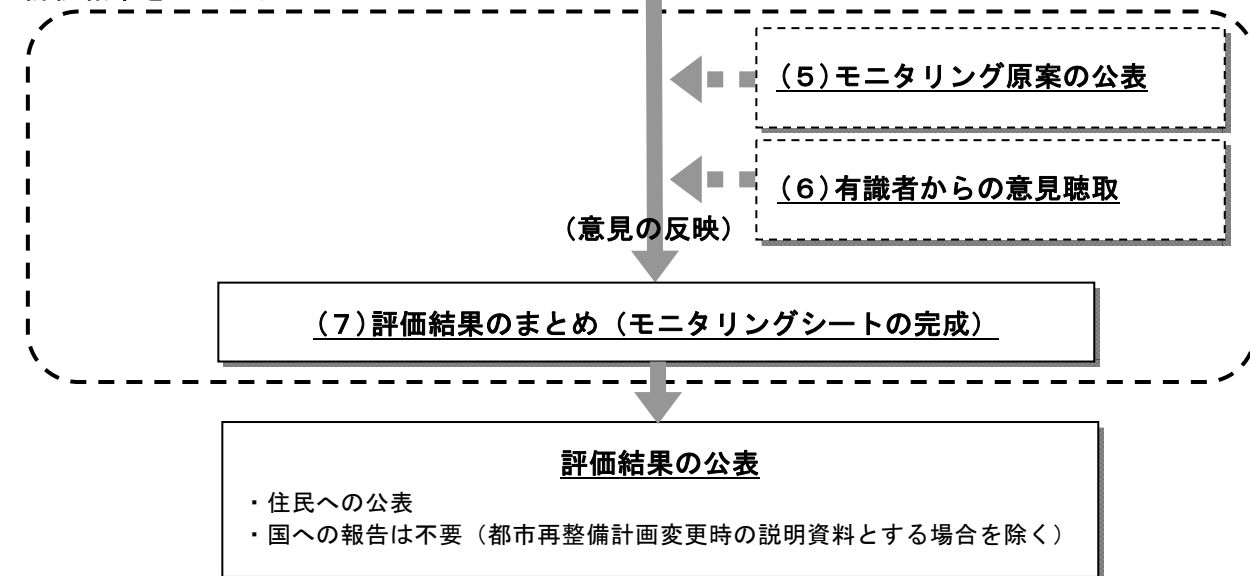 （５）モニタリング原案の公表
（６）有識者からの意見聴取
（意見の反映）
（７）評価結果のまとめ（モニタリングシートの完成）
評価結果の公表
・住民への公表
・国への報告は不要（都市再整備計画変更時の説明資料とする場合を除く）